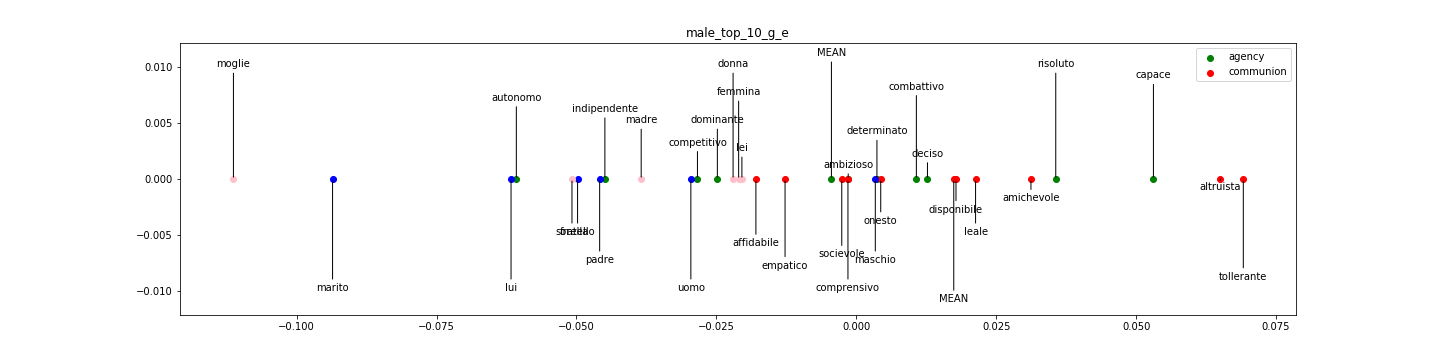 male_top_10_g_e
MEAN
agency
communion
moglie
donna
risoluto
capace
combattivo
femmina
autonomo
indipendente
madre
dominante
determinato
competitivo
lei
deciso
ambizioso
altruista
amichevole
disponibile
onesto
leale
affidabile
socievole
padre
maschio
empatico
tollerante
marito
lui
uomo
comprensivo
MEAN
0.010
0.005
0.000
−0.005
−0.010
−0.100
−0.075
−0.050
−0.025
0.000
0.025
0.050
0.075